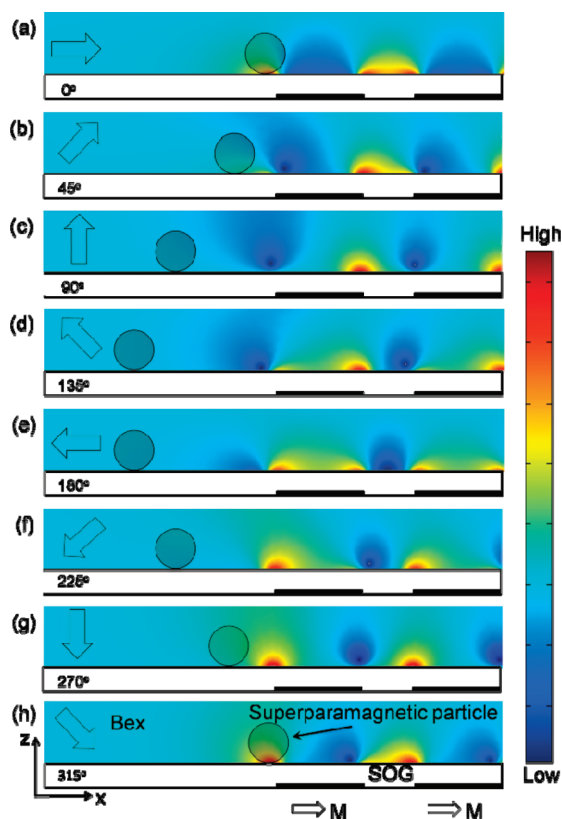 (a)
0°
(b)
45°
(c)
90°
(d)
135°
(e)
180°
(f)
225°
(g)
270°
(h)
Bex
Superparamagnetic particle
z
315°
SOG
x
M
M
High
Low